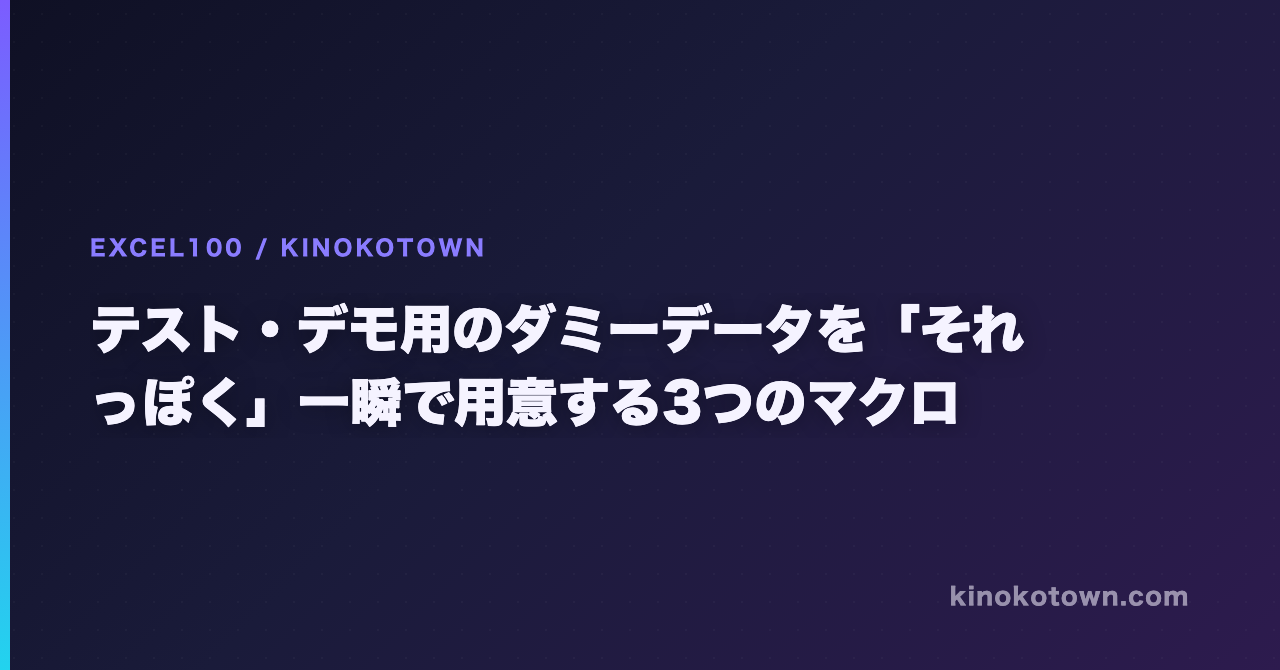 EXCEL100 / KINOKOTOWN
テスト・デモ用のダミーデータを「それ
っぽく」一瞬で用意する3つのマクロ
kinokotown.com